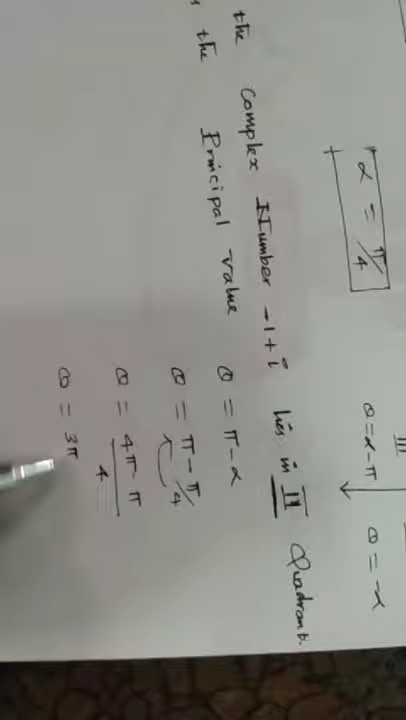 III
θ = α - π
θ = -α
α = π/4
the Complex Number -1+i lies in II Quadrant.
the Principal value θ = π - α
θ = π - π/4
θ = 4π - π / 4
θ = 3π